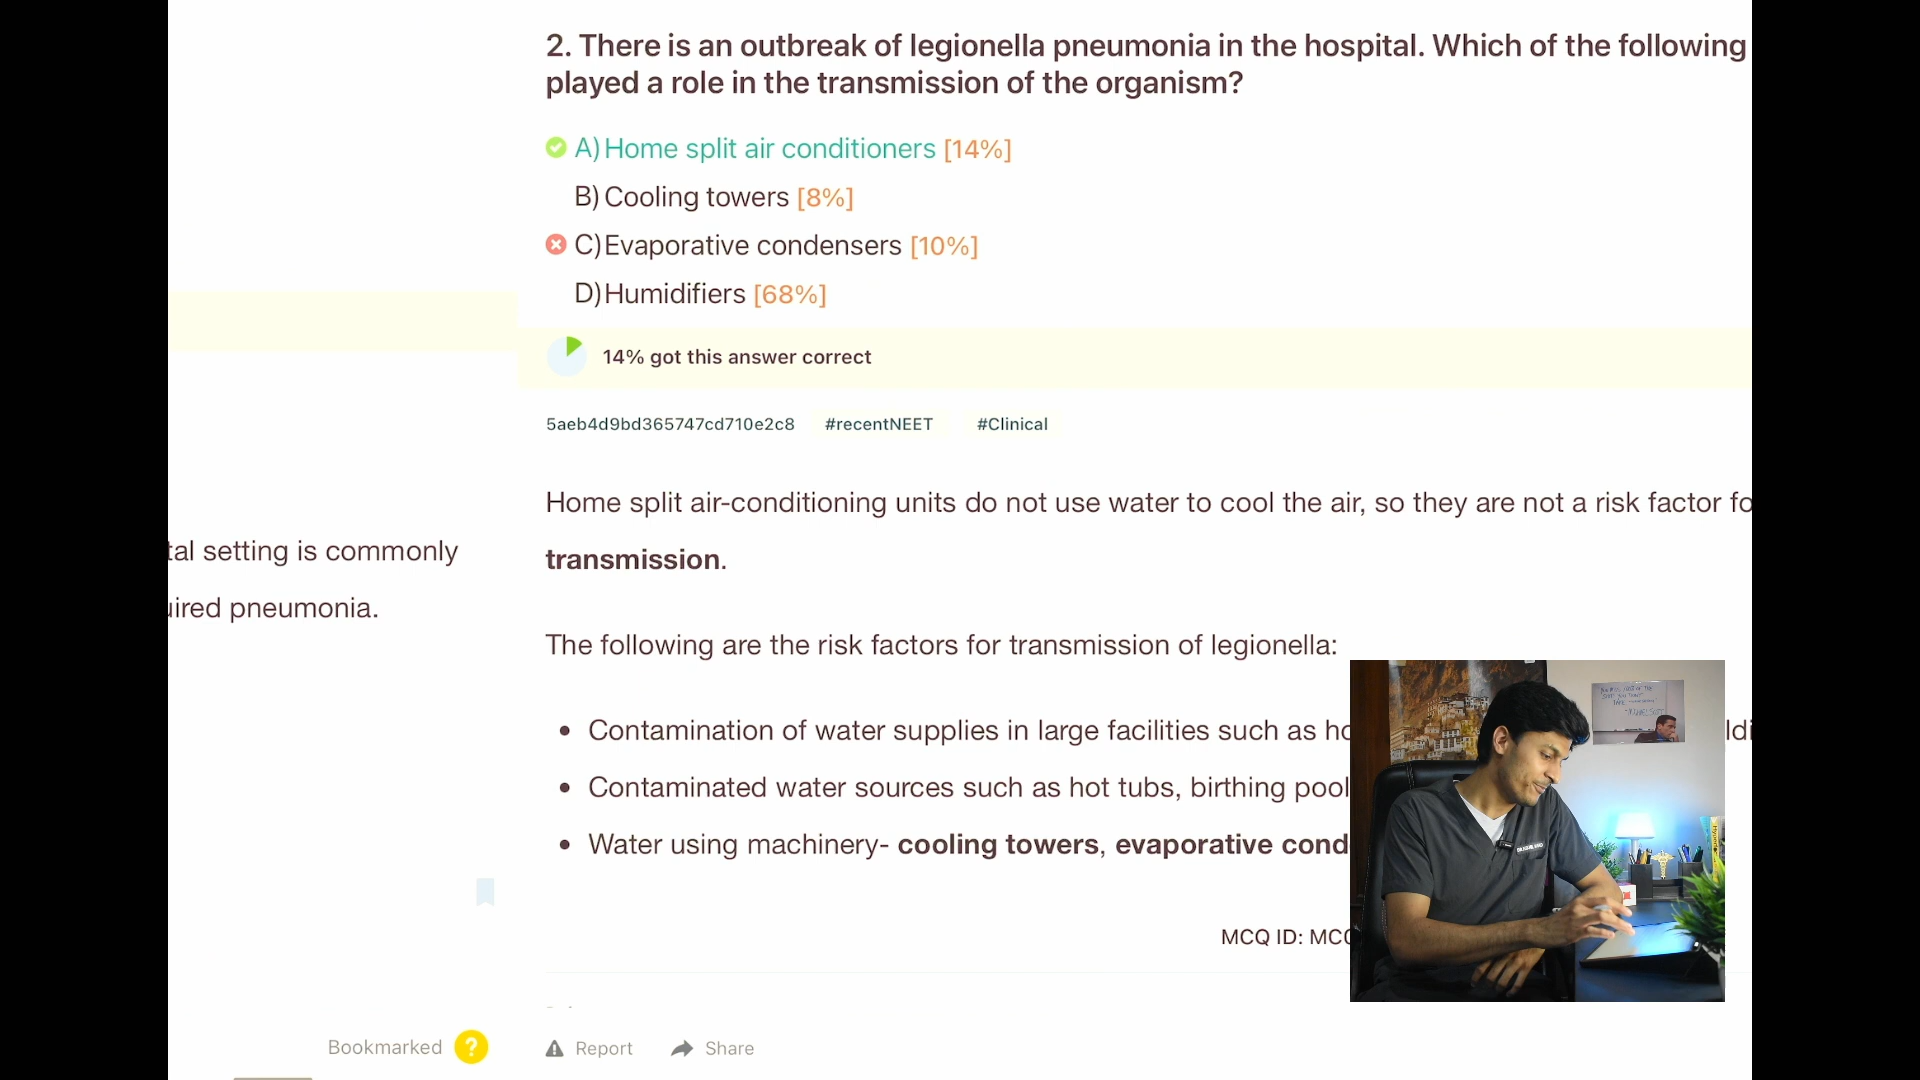 2. There is an outbreak of legionella pneumonia in the hospital. Which of the following
played a role in the transmission of the organism?
A) Home split air conditioners [14%]
B) Cooling towers [8%]
C) Evaporative condensers [10%]
D) Humidifiers [68%]
14% got this answer correct
5aeb4d9bd365747cd710e2c8 #recentNEET #Clinical
Home split air-conditioning units do not use water to cool the air, so they are not a risk factor fo
transmission.
tal setting is commonly
uired pneumonia.
The following are the risk factors for transmission of legionella:
• Contamination of water supplies in large facilities such as ho
ldi
• Contaminated water sources such as hot tubs, birthing pool
• Water using machinery- cooling towers, evaporative cond
MCQ ID: MC
Bookmarked ?
Report Share